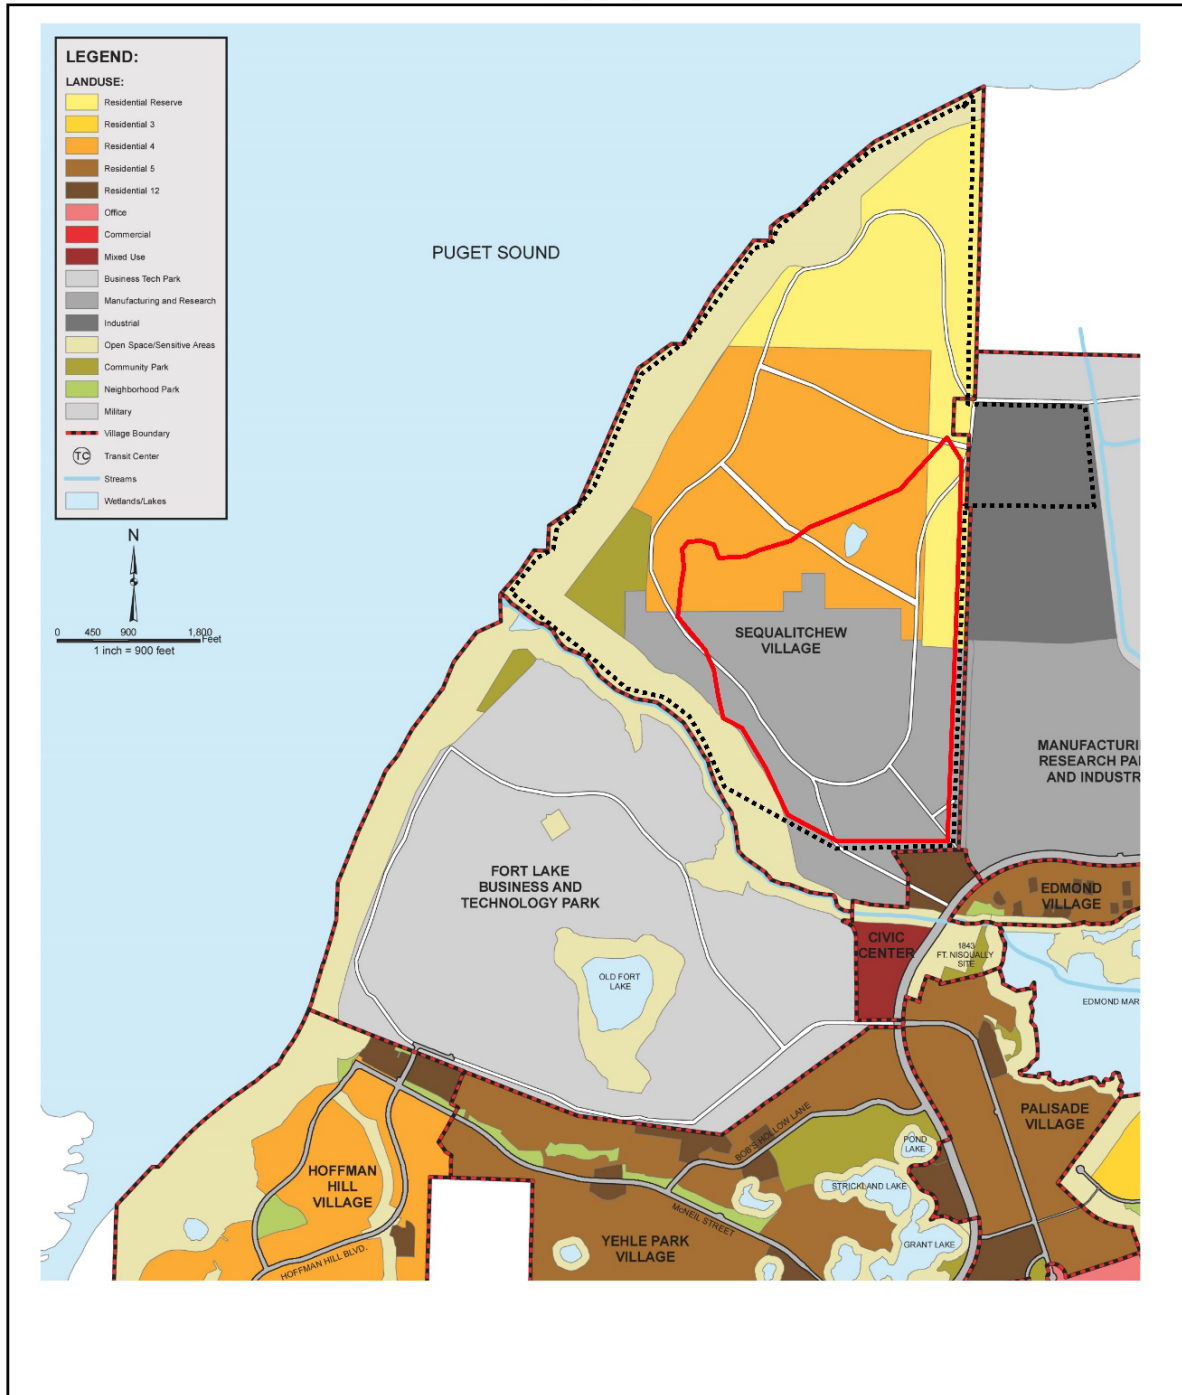 LEGEND:
LANDUSE:
Residential Reserve
Residential 3
Residential 4
Residential 5
Residential 12
Office
Commercial
Mixed Use
Business Tech Park
Manufacturing and Research
Industrial
Open Space/Sensitive Areas
Community Park
Neighborhood Park
Military
Village Boundary
TC Transit Center
Streams
Wetlands/Lakes
N
0 450 900 1,800
Feet
1 inch = 900 feet
PUGET SOUND
SEQUALITCHEW
VILLAGE
MANUFACTURI
RESEARCH PA
AND INDUSTR
FORT LAKE
BUSINESS AND
TECHNOLOGY PARK
OLD FORT
LAKE
CIVIC
CENTER
EDMOND
VILLAGE
1843
FT. NISQUALLY
SITE
EDMOND MAR
PALISADE
VILLAGE
BOB'S HOLLOW LANE
POND
LAKE
STRICKLAND LAKE
GRANT LAKE
McNEIL STREET
YEHLE PARK
VILLAGE
HOFFMAN
HILL
VILLAGE
HOFFMAN HILL BLVD.